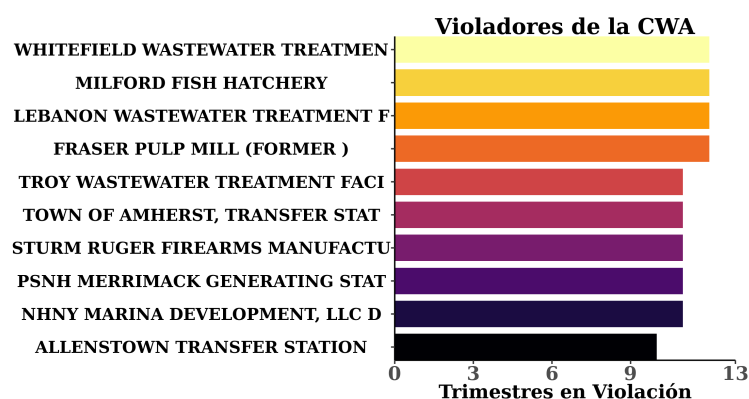 Violadores de la CWA
WHITEFIELD WASTEWATER TREATMEN
MILFORD FISH HATCHERY
LEBANON WASTEWATER TREATMENT F
FRASER PULP MILL (FORMER )
TROY WASTEWATER TREATMENT FACI
TOWN OF AMHERST, TRANSFER STAT
STURM RUGER FIREARMS MANUFACTU
PSNH MERRIMACK GENERATING STAT
NHNY MARINA DEVELOPMENT, LLC D
ALLENSTOWN TRANSFER STATION
0 3 6 9 13
Trimestres en Violación